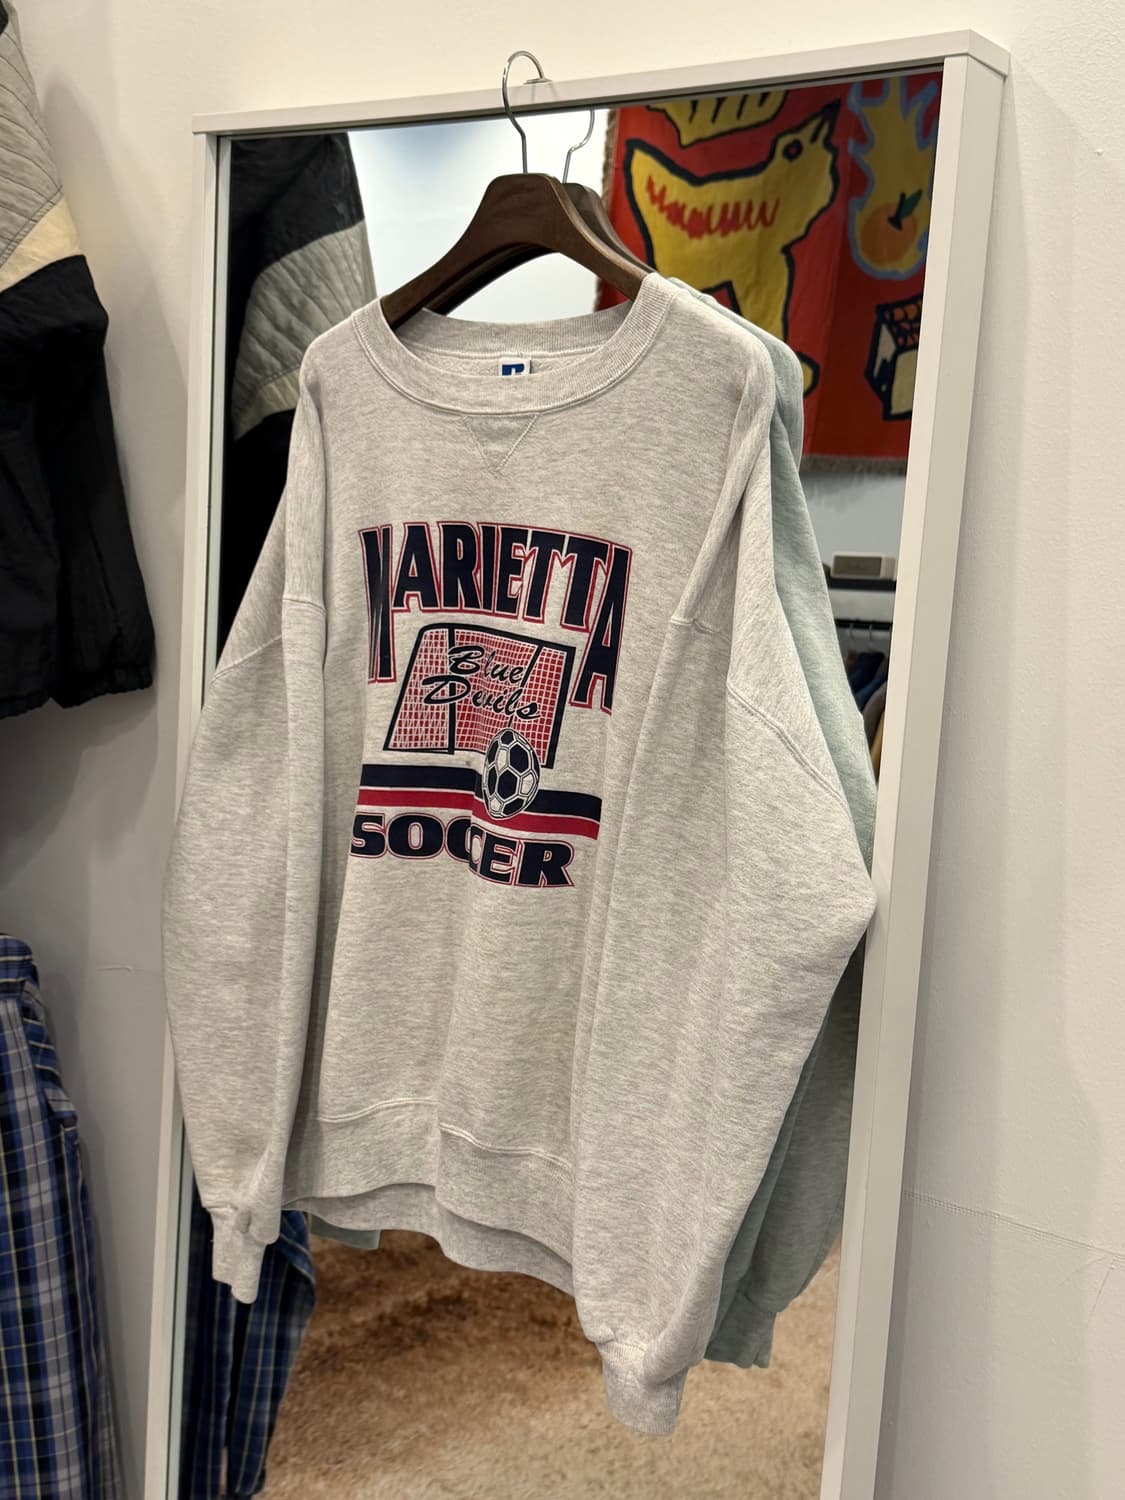 MARIETTA
Blue
Devils
SOCCER